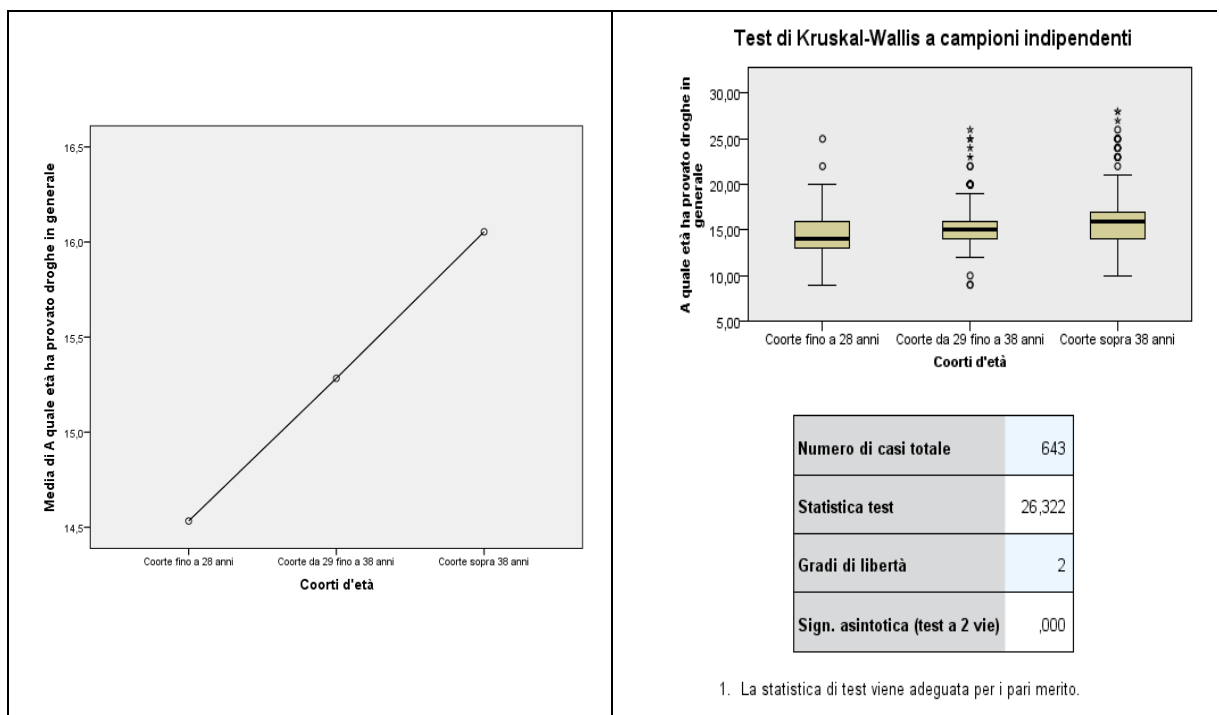 Media di A quale età ha provato droghe in generale
16,5
16,0
15,5
15,0
14,5
Coorte fino a 28 anni
Coorte da 29 fino a 38 anni
Coorte sopra 38 anni
Coorti d'età
Test di Kruskal-Wallis a campioni indipendenti
A quale età ha provato droghe in
generale
30,00
25,00
20,00
15,00
10,00
5,00
Coorte fino a 28 anni
Coorte da 29 fino a 38 anni
Coorte sopra 38 anni
Coorti d'età
Numero di casi totale 643
Statistica test 26,322
Gradi di libertà 2
Sign. asintotica (test a 2 vie) ,000
1. La statistica di test viene adeguata per i pari merito.